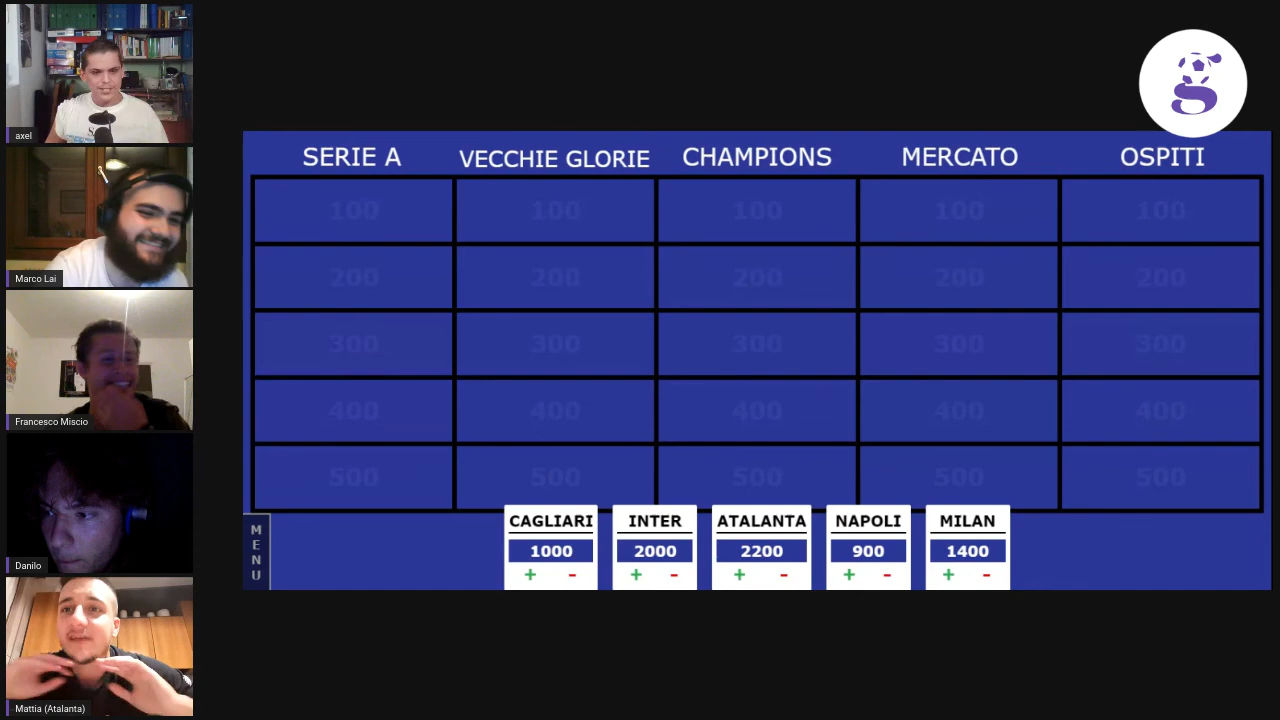 axel
Marco Lai
Francesco Miscio
Danilo
Mattia (Atalanta)
SERIE A VECCHIE GLORIE CHAMPIONS MERCATO OSPITI
100 100 100 100 100
200 200 200 200 200
300 300 300 300 300
400 400 400 400 400
500 500 500 500 500
MENU
CAGLIARI INTER ATALANTA NAPOLI MILAN
1000 2000 2200 900 1400
+ - + - + - + - + -